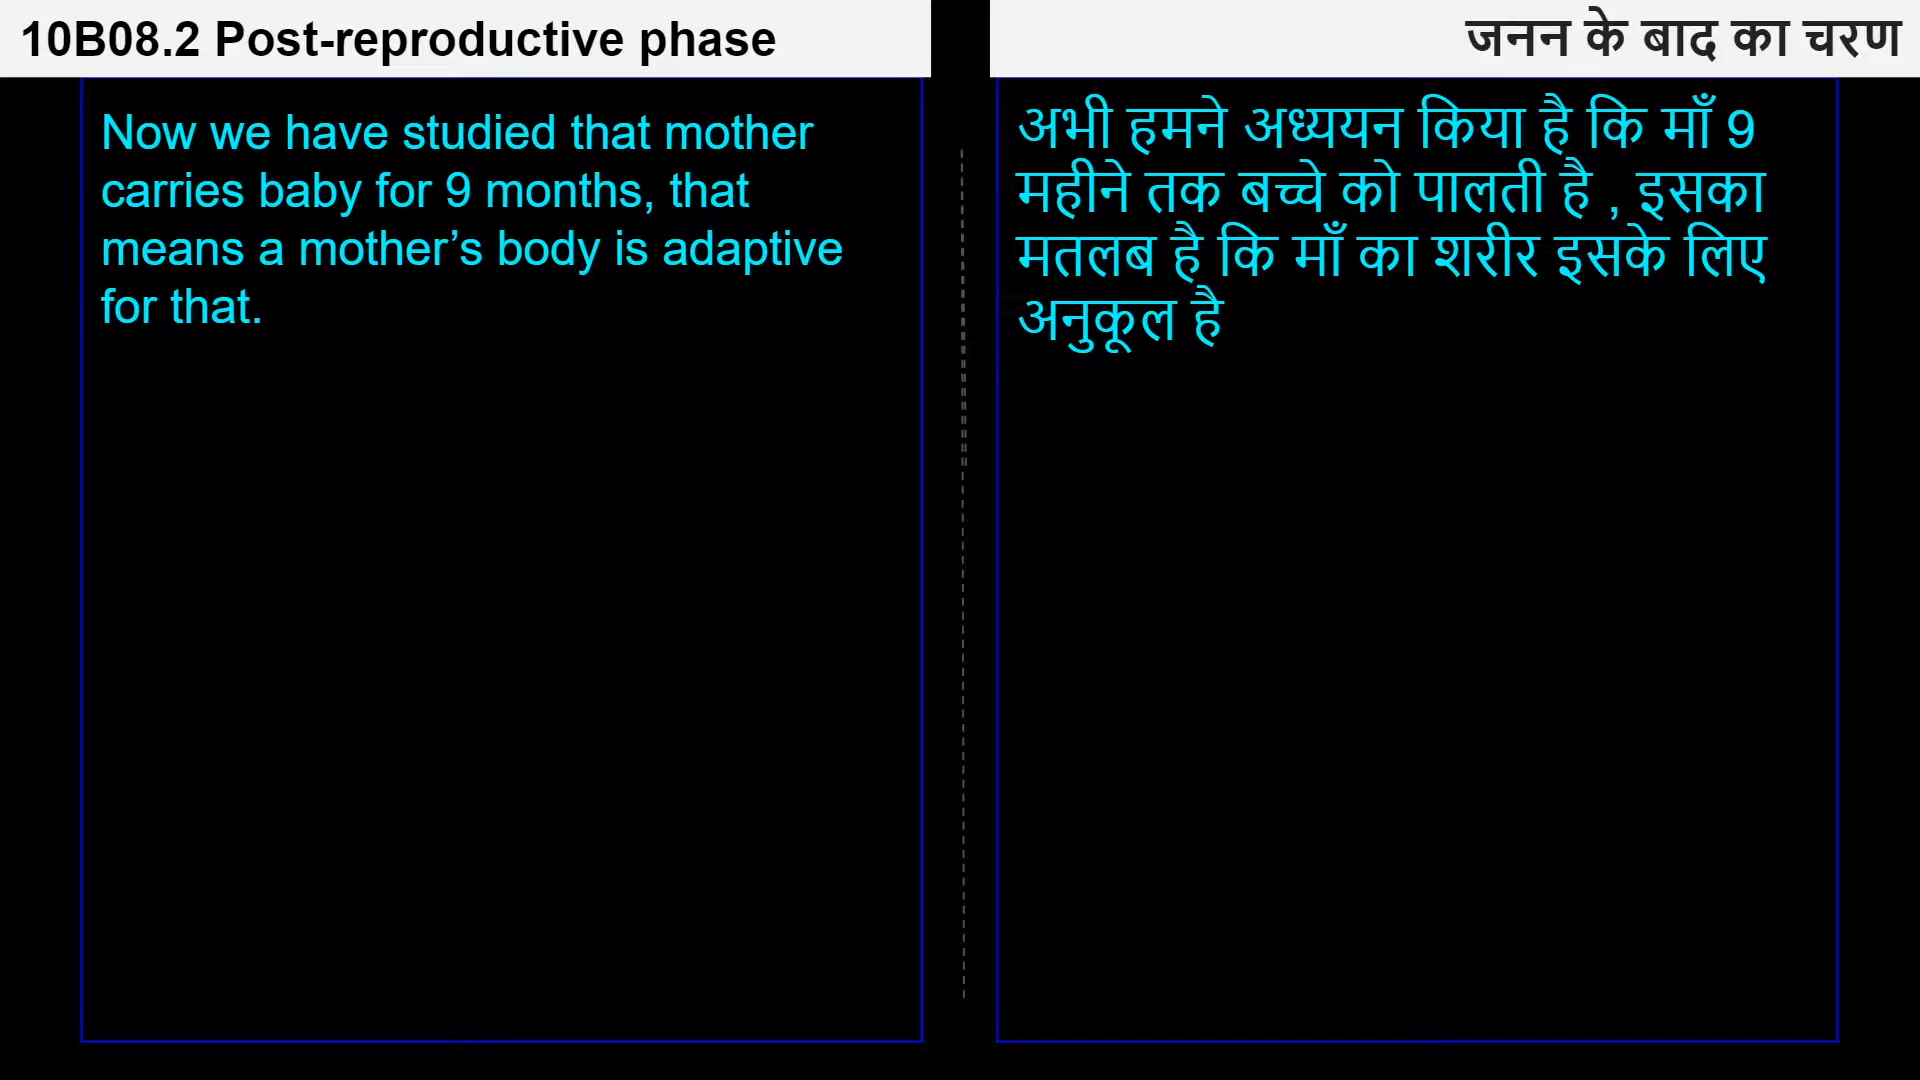 10B08.2 Post-reproductive phase
जनन के बाद का चरण
Now we have studied that mother
carries baby for 9 months, that
means a mother’s body is adaptive
for that.
अभी हमने अध्ययन किया है कि माँ 9
महीने तक बच्चे को पालती है , इसका
मतलब है कि माँ का शरीर इसके लिए
अनुकूल है